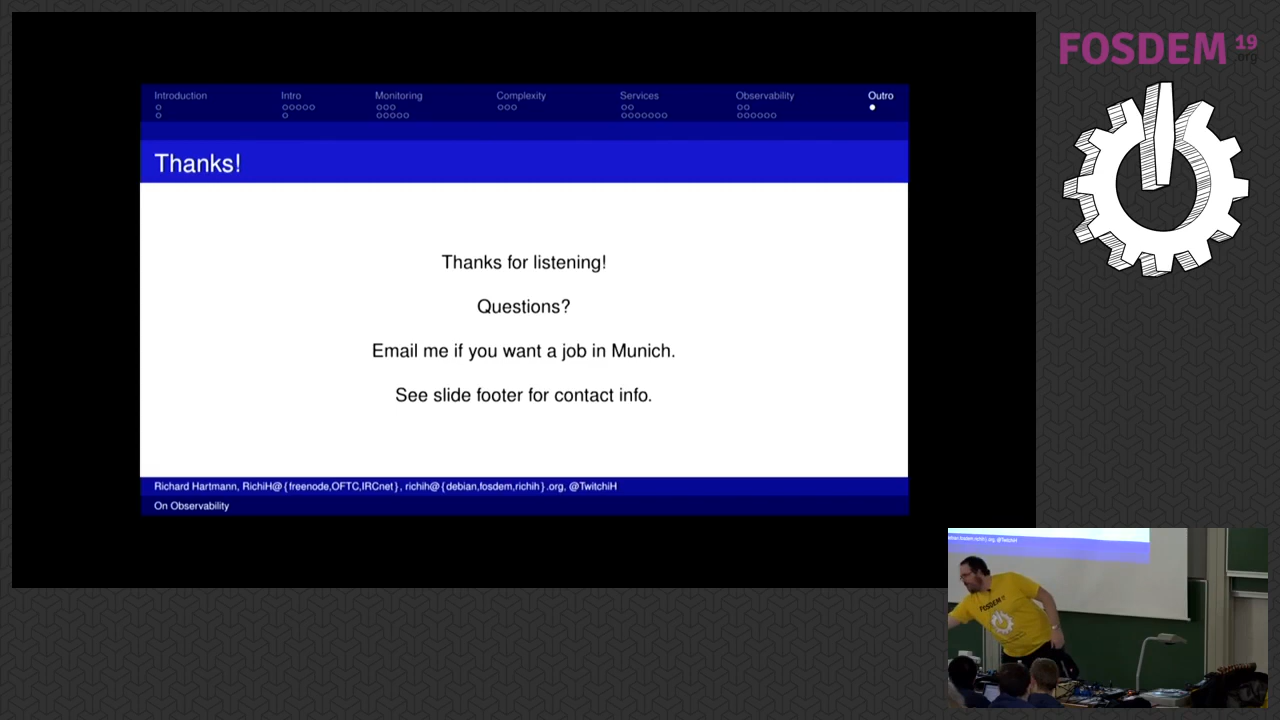 FOSDEM 19
.org
Introduction Intro Monitoring Complexity Services Observability Outro
Thanks!
Thanks for listening!
Questions?
Email me if you want a job in Munich.
See slide footer for contact info.
Richard Hartmann, RichiH@{freenode,OFTC,IRCnet}, richih@{debian,fosdem,richih}.org, @TwitchiH
On Observability
FOSDEM